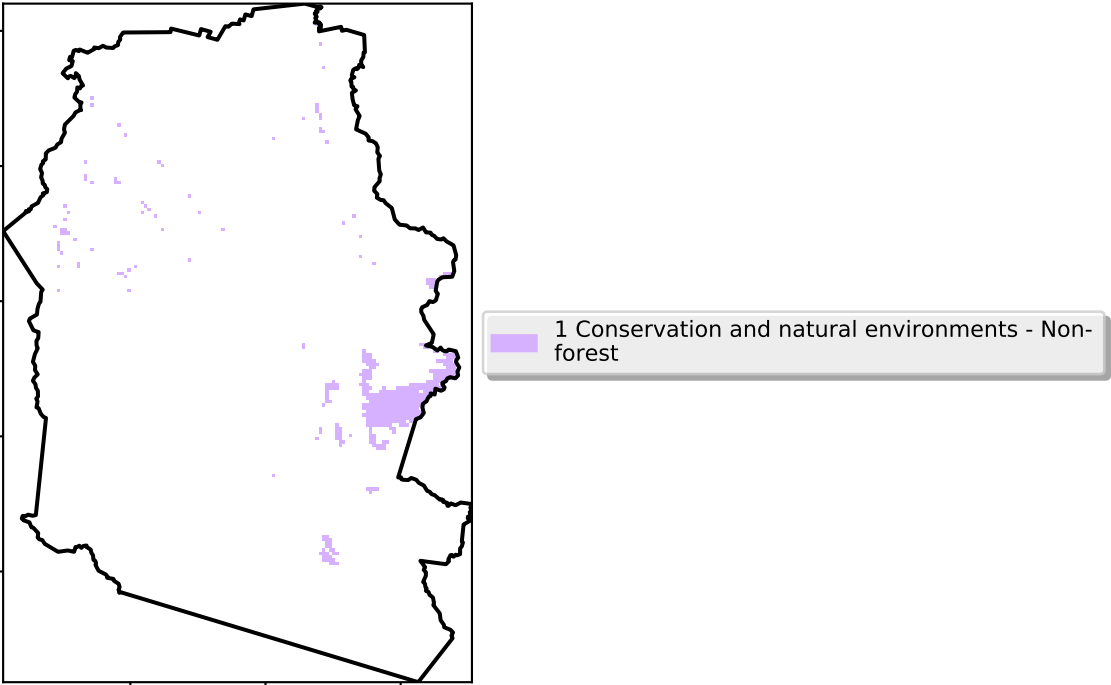 1 Conservation and natural environments - Non-
forest